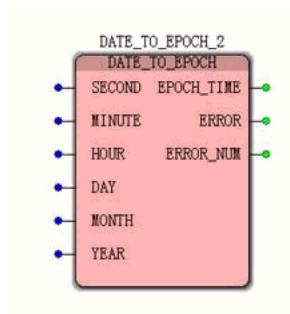 DATE_TO_EPOCH_2
DATE_TO_EPOCH
SECOND EPOCH_TIME
MINUTE ERROR
HOUR ERROR_NUM
DAY
MONTH
YEAR